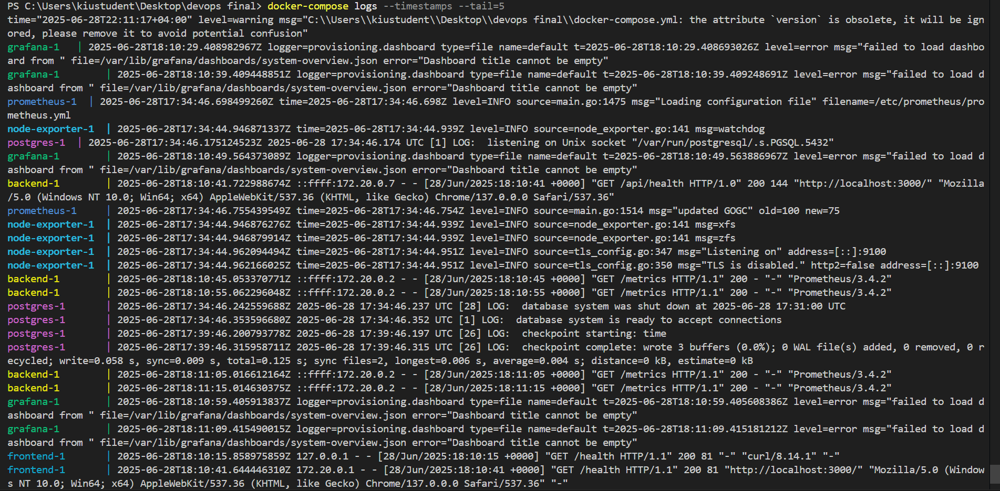 PS C:\Users\kiustudent\Desktop\devops final> docker-compose logs --timestamps --tail=5
time="2025-06-28T22:11:17+04:00" level=warning msg="C:\\Users\\kiustudent\\Desktop\\devops final\\docker-compose.yml: the attribute `version` is obsolete, it will be ign
ored, please remove it to avoid potential confusion"
grafana-1   | 2025-06-28T18:10:29.408982967Z logger=provisioning.dashboard type=file name=default t=2025-06-28T18:10:29.408693026Z level=error msg="failed to load dashbo
ard from " file=/var/lib/grafana/dashboards/system-overview.json error="Dashboard title cannot be empty"
grafana-1        | 2025-06-28T18:10:39.409448851Z logger=provisioning.dashboard type=file name=default t=2025-06-28T18:10:39.409248691Z level=error msg="failed to load d
ashboard from " file=/var/lib/grafana/dashboards/system-overview.json error="Dashboard title cannot be empty"
prometheus-1  | 2025-06-28T17:34:46.698499260Z time=2025-06-28T17:34:46.698Z level=INFO source=main.go:1475 msg="Loading configuration file" filename=/etc/prometheus/pro
metheus.yml
node-exporter-1  | 2025-06-28T17:34:44.946871337Z time=2025-06-28T17:34:44.939Z level=INFO source=node_exporter.go:141 msg=watchdog
postgres-1  | 2025-06-28T17:34:46.175124523Z 2025-06-28 17:34:46.174 UTC [1] LOG:  listening on Unix socket "/var/run/postgresql/.s.PGSQL.5432"
grafana-1        | 2025-06-28T18:10:49.564373089Z logger=provisioning.dashboard type=file name=default t=2025-06-28T18:10:49.563886967Z level=error msg="failed to load d
ashboard from " file=/var/lib/grafana/dashboards/system-overview.json error="Dashboard title cannot be empty"
backend-1        | 2025-06-28T18:10:41.722988674Z ::ffff:172.20.0.7 - - [28/Jun/2025:18:10:41 +0000] "GET /api/health HTTP/1.0" 200 144 "http://localhost:3000/" "Mozilla
/5.0 (Windows NT 10.0; Win64; x64) AppleWebKit/537.36 (KHTML, like Gecko) Chrome/137.0.0.0 Safari/537.36"
prometheus-1     | 2025-06-28T17:34:46.755439549Z time=2025-06-28T17:34:46.754Z level=INFO source=main.go:1514 msg="updated GOGC" old=100 new=75
node-exporter-1  | 2025-06-28T17:34:44.946876276Z time=2025-06-28T17:34:44.939Z level=INFO source=node_exporter.go:141 msg=xfs
node-exporter-1  | 2025-06-28T17:34:44.946879914Z time=2025-06-28T17:34:44.939Z level=INFO source=node_exporter.go:141 msg=zfs
node-exporter-1  | 2025-06-28T17:34:44.962094494Z time=2025-06-28T17:34:44.951Z level=INFO source=tls_config.go:347 msg="Listening on" address=[::]:9100
node-exporter-1  | 2025-06-28T17:34:44.962166025Z time=2025-06-28T17:34:44.951Z level=INFO source=tls_config.go:350 msg="TLS is disabled." http2=false address=[::]:9100
backend-1        | 2025-06-28T18:10:45.053370771Z ::ffff:172.20.0.2 - - [28/Jun/2025:18:10:45 +0000] "GET /metrics HTTP/1.1" 200 - "-" "Prometheus/3.4.2"
backend-1        | 2025-06-28T18:10:55.062296048Z ::ffff:172.20.0.2 - - [28/Jun/2025:18:10:55 +0000] "GET /metrics HTTP/1.1" 200 - "-" "Prometheus/3.4.2"
postgres-1       | 2025-06-28T17:34:46.242559688Z 2025-06-28 17:34:46.237 UTC [28] LOG:  database system was shut down at 2025-06-28 17:31:00 UTC
postgres-1       | 2025-06-28T17:34:46.353596680Z 2025-06-28 17:34:46.352 UTC [1] LOG:  database system is ready to accept connections
postgres-1       | 2025-06-28T17:39:46.200793778Z 2025-06-28 17:39:46.197 UTC [26] LOG:  checkpoint starting: time
postgres-1       | 2025-06-28T17:39:46.315958711Z 2025-06-28 17:39:46.315 UTC [26] LOG:  checkpoint complete: wrote 3 buffers (0.0%); 0 WAL file(s) added, 0 removed, 0 r
ecycled; write=0.058 s, sync=0.009 s, total=0.125 s; sync files=2, longest=0.006 s, average=0.004 s; distance=0 kB, estimate=0 kB
backend-1        | 2025-06-28T18:11:05.016612164Z ::ffff:172.20.0.2 - - [28/Jun/2025:18:11:05 +0000] "GET /metrics HTTP/1.1" 200 - "-" "Prometheus/3.4.2"
backend-1        | 2025-06-28T18:11:15.014630375Z ::ffff:172.20.0.2 - - [28/Jun/2025:18:11:15 +0000] "GET /metrics HTTP/1.1" 200 - "-" "Prometheus/3.4.2"
grafana-1        | 2025-06-28T18:10:59.405913837Z logger=provisioning.dashboard type=file name=default t=2025-06-28T18:10:59.405608386Z level=error msg="failed to load d
ashboard from " file=/var/lib/grafana/dashboards/system-overview.json error="Dashboard title cannot be empty"
grafana-1        | 2025-06-28T18:11:09.415490015Z logger=provisioning.dashboard type=file name=default t=2025-06-28T18:11:09.415181212Z level=error msg="failed to load d
ashboard from " file=/var/lib/grafana/dashboards/system-overview.json error="Dashboard title cannot be empty"
frontend-1       | 2025-06-28T18:10:15.858975859Z 127.0.0.1 - - [28/Jun/2025:18:10:15 +0000] "GET /health HTTP/1.1" 200 81 "-" "curl/8.14.1" "-"
frontend-1       | 2025-06-28T18:10:41.644446310Z 172.20.0.1 - - [28/Jun/2025:18:10:41 +0000] "GET /health HTTP/1.1" 200 81 "http://localhost:3000/" "Mozilla/5.0 (Window
s NT 10.0; Win64; x64) AppleWebKit/537.36 (KHTML, like Gecko) Chrome/137.0.0.0 Safari/537.36" "-"